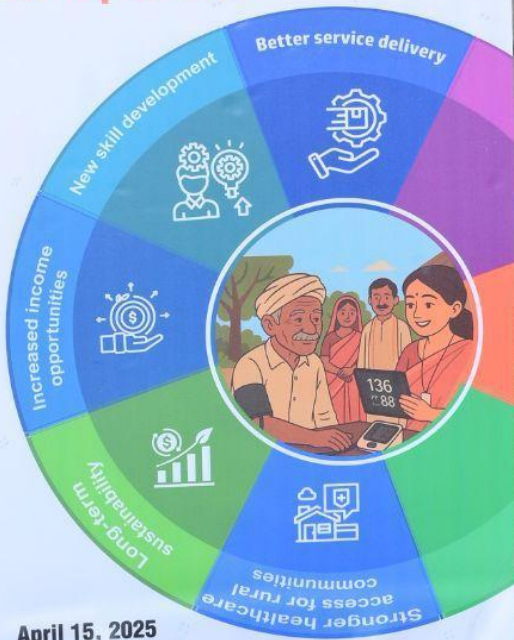 Better service delivery
New skill development
Increased income
opportunities
Long-term
sustainability
Stronger healthcare
access for rural
communities
136
88
April 15, 2025